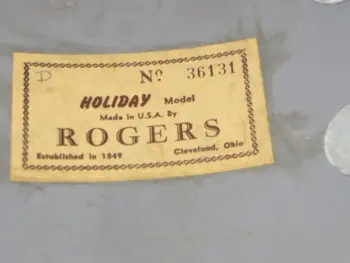 D Nº 36131
HOLIDAY Model
Made in U.S.A. By
ROGERS
Established in 1849 Cleveland, Ohio